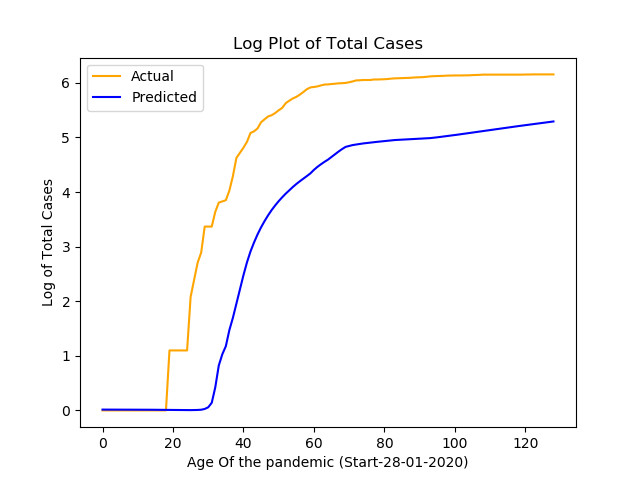 Log Plot of Total Cases
Actual
Predicted
Log of Total Cases
6
5
4
3
2
1
0
0 20 40 60 80 100 120
Age Of the pandemic (Start-28-01-2020)